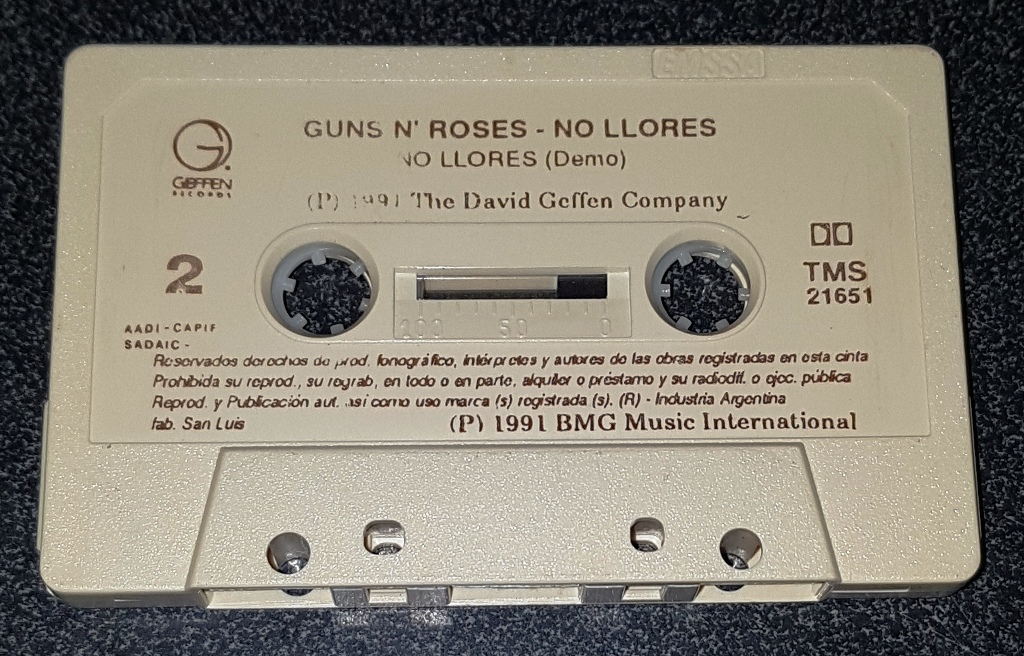 GMSSA
GUNS N' ROSES - NO LLORES
NO LLORES (Demo)
G
GEFFEN
RECORDS
(P) 1991 The David Geffen Company
2
TMS
21651
100 50 0
AADI-CAPIF
SADAIC -
Reservados derechos de prod. fonográfico, intérpretes y autores de las obras registradas en esta cinta
Prohibida su reprod., su regrab, en todo o en parte, alquiler o préstamo y su radiodif. o ejec. pública
Reprod. y Publicación aut. así como uso marca (s) registrada (s). (R) - Industria Argentina
fab. San Luis
(P) 1991 BMG Music International